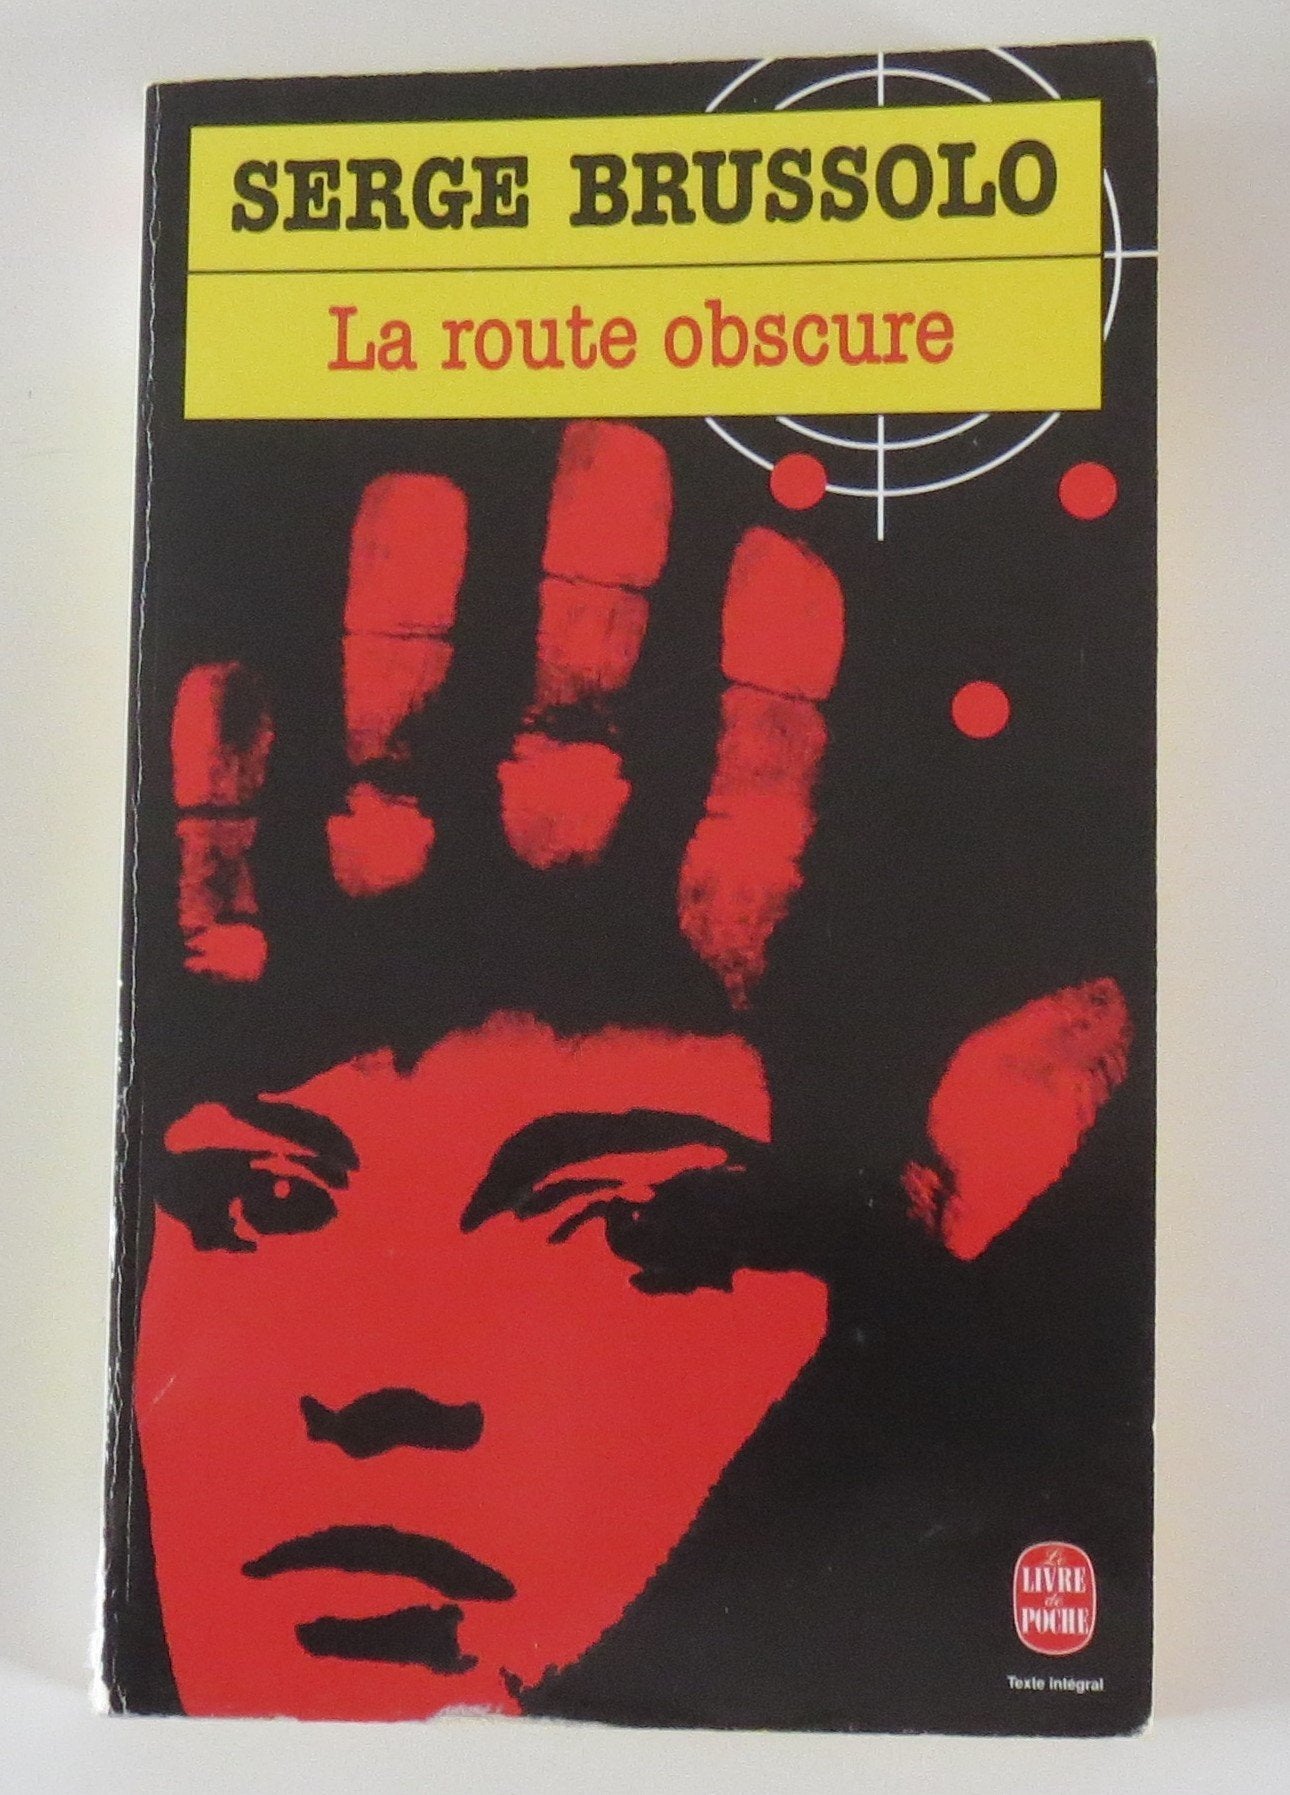 SERGE BRUSSOLO
La route obscure
Le
LIVRE
de
POCHE
Texte intégral